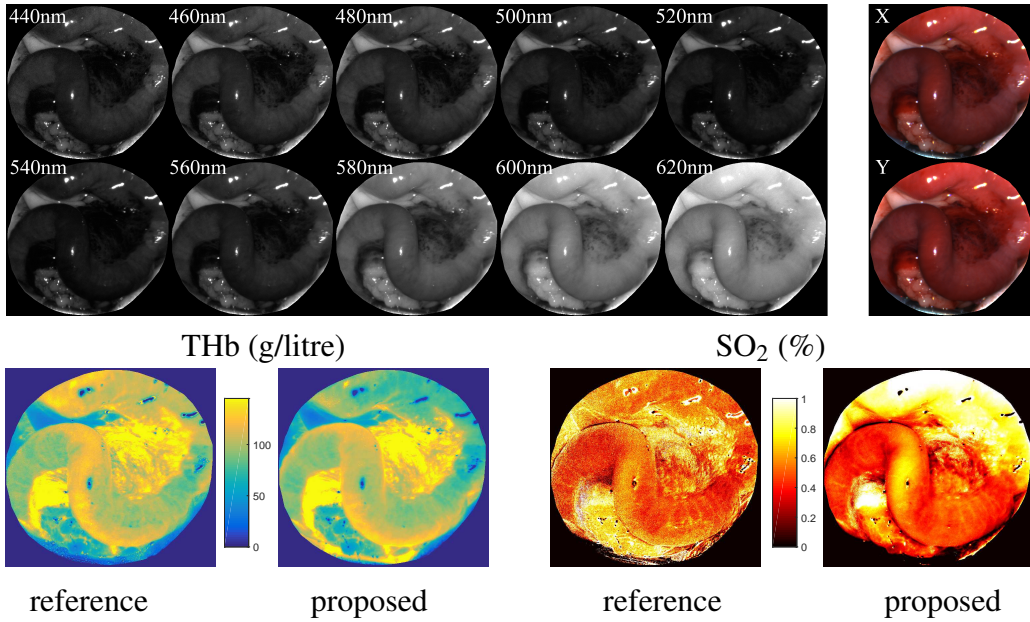 440nm 460nm 480nm 500nm 520nm X
540nm 560nm 580nm 600nm 620nm Y
THb (g/litre) SO₂ (%)
100
50
0
1
0.8
0.6
0.4
0.2
0
reference proposed reference proposed